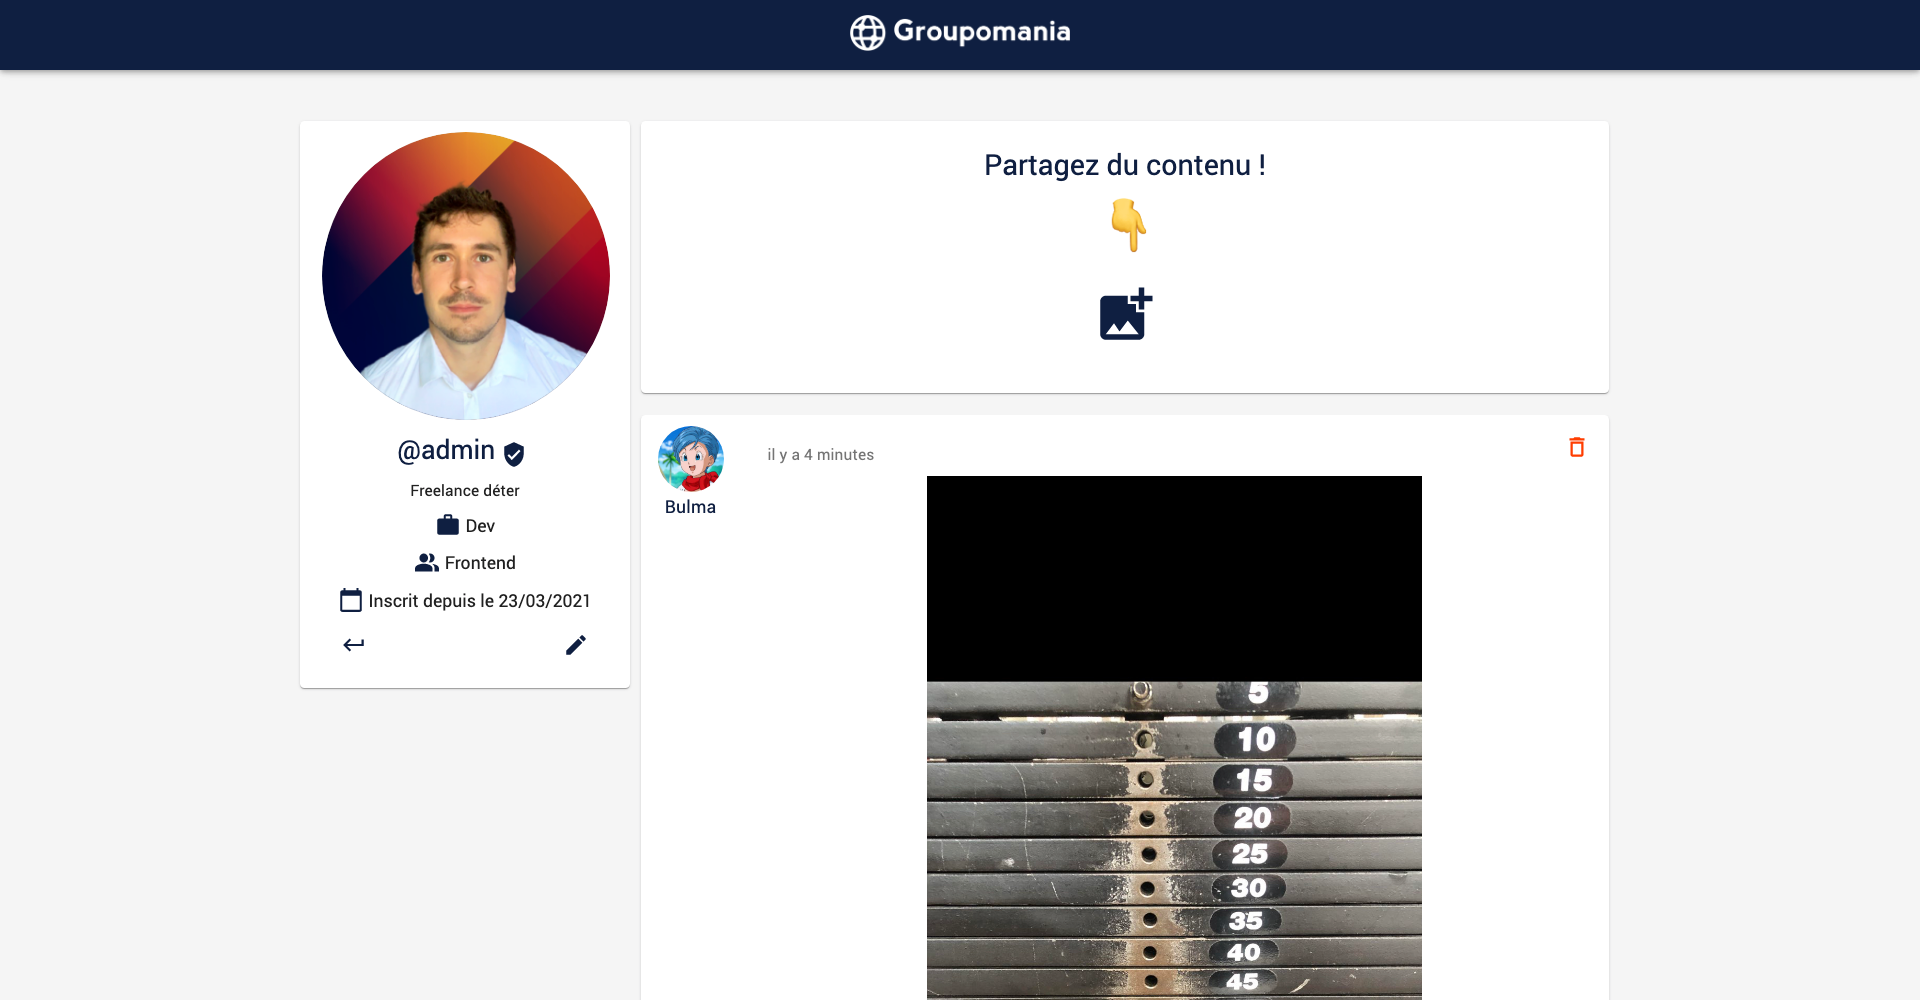 Groupomania
@admin
Freelance déter
Dev
Frontend
Inscrit depuis le 23/03/2021
Partagez du contenu !
il y a 4 minutes
Bulma
5
10
15
20
25
30
35
40
45